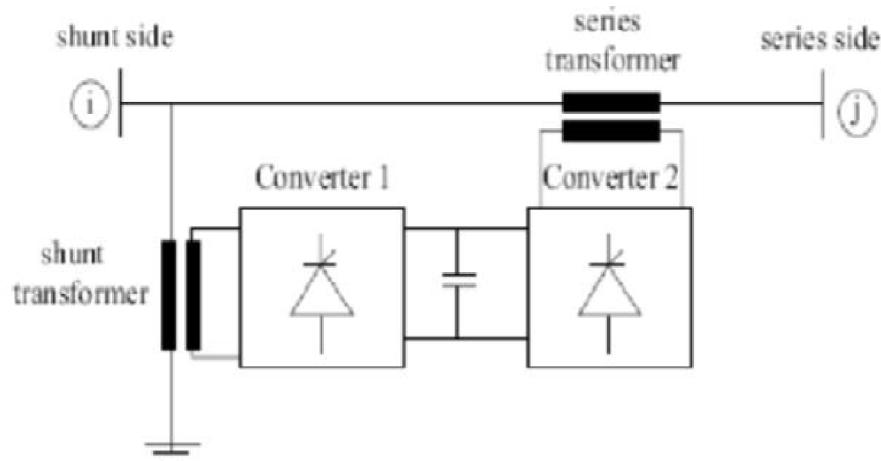 shunt side
series
transformer
series side
i
j
Converter 1
Converter 2
shunt
transformer